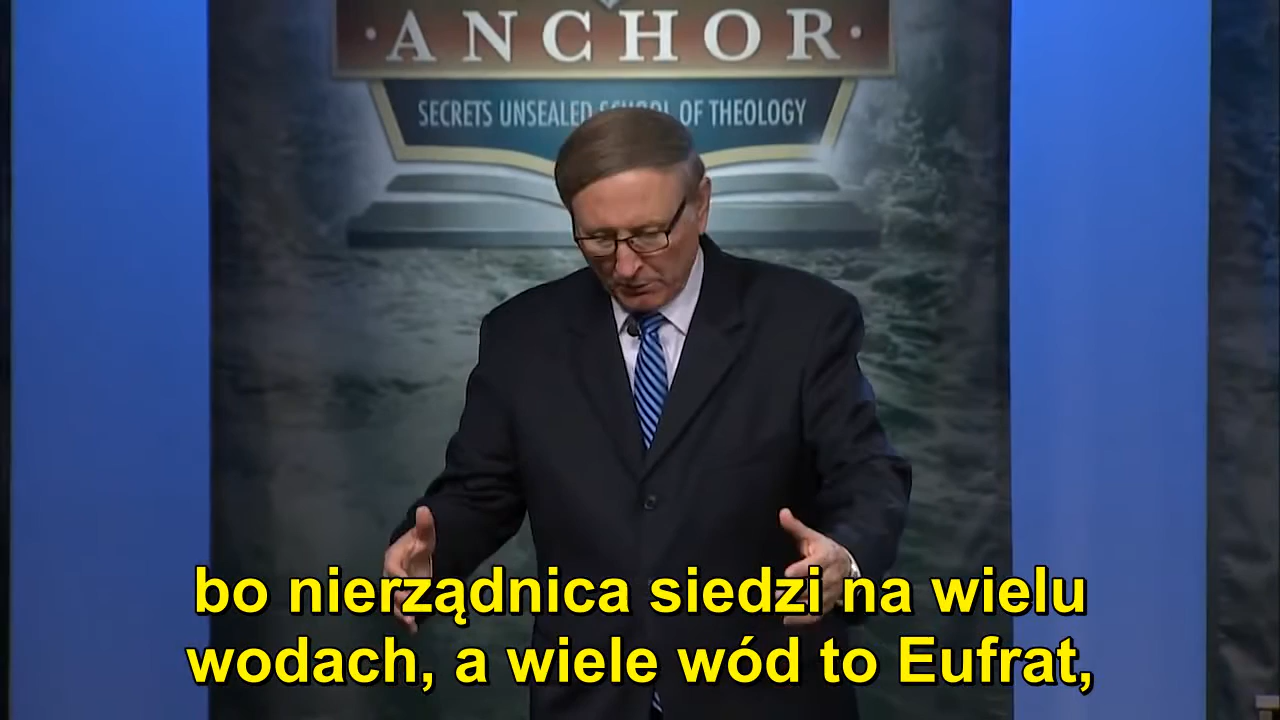 · ANCHOR ·
SECRETS UNSEALED SCHOOL OF THEOLOGY
bo nierządnica siedzi na wielu
wodach, a wiele wód to Eufrat,